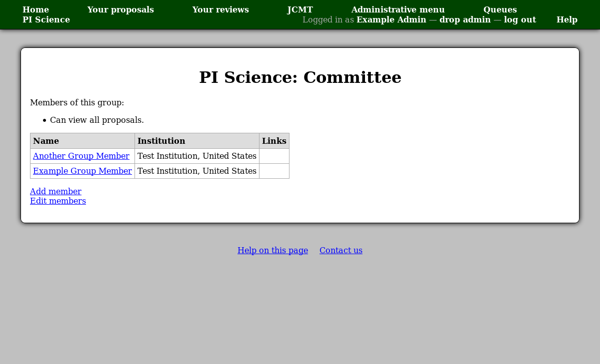 Home Your proposals Your reviews JCMT Administrative menu Queues
PI Science Logged in as Example Admin — drop admin — log out Help
PI Science: Committee
Members of this group:
• Can view all proposals.
Name Institution Links
Another Group Member Test Institution, United States
Example Group Member Test Institution, United States
Add member
Edit members
Help on this page Contact us